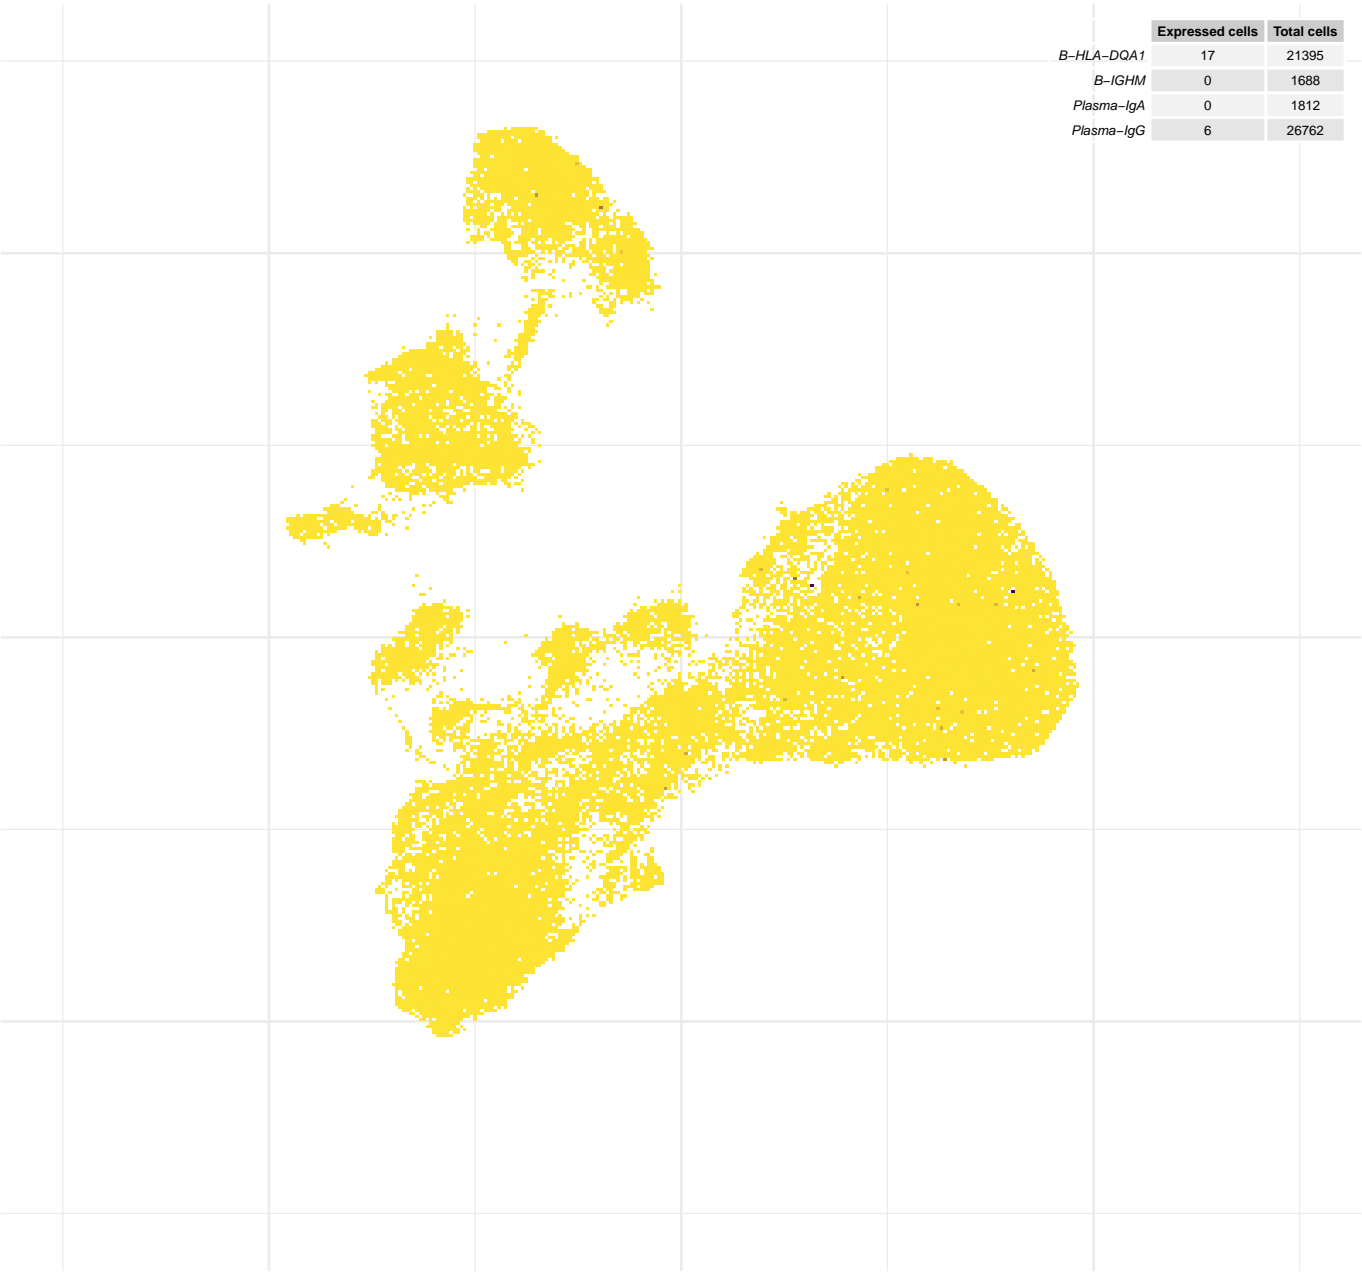 Expressed cells Total cells
B−HLA−DQA1 17 21395
B−IGHM 0 1688
Plasma−IgA 0 1812
Plasma−IgG 6 26762